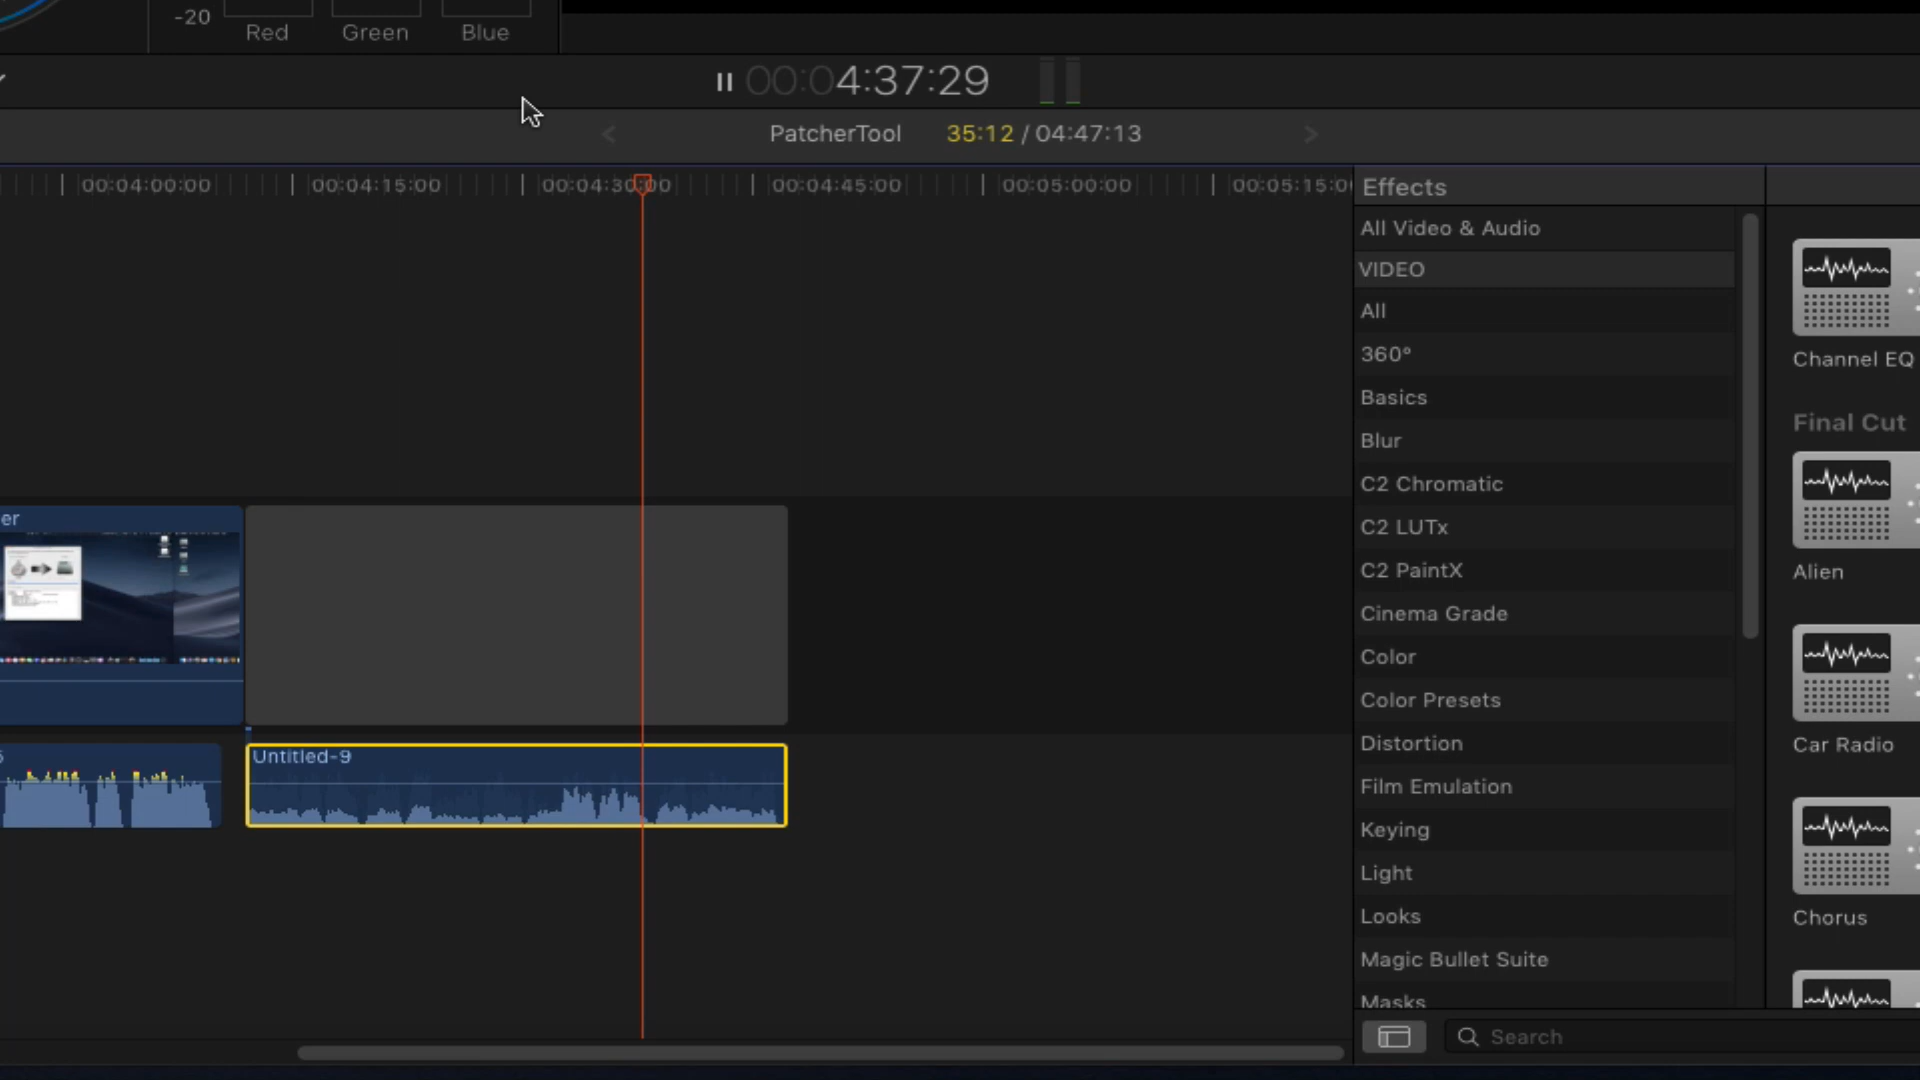 -20
Red Green Blue
00:04:37:29
< PatcherTool 35:12 / 04:47:13 >
00:04:00:00 00:04:15:00 00:04:30:00 00:04:45:00 00:05:00:00 00:05:15:0
er
Untitled-9
Effects
All Video & Audio
VIDEO
All
360°
Basics
Blur
C2 Chromatic
C2 LUTx
C2 PaintX
Cinema Grade
Color
Color Presets
Distortion
Film Emulation
Keying
Light
Looks
Magic Bullet Suite
Masks
Search
Channel EQ
Final Cut
Alien
Car Radio
Chorus